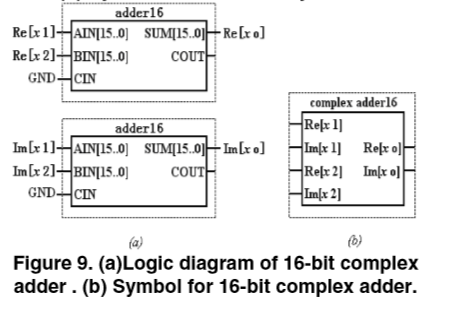 adder16
Re[x 1] AIN[15..0] SUM[15..0] Re[x o]
Re[x 2] BIN[15..0] COUT
GND CIN
adder16
Im[x 1] AIN[15..0] SUM[15..0] Im[x o]
Im[x 2] BIN[15..0] COUT
GND CIN
(a)
complex adder16
Re[x 1]
Im[x 1] Re[x o]
Re[x 2] Im[x o]
Im[x 2]
(b)
Figure 9. (a)Logic diagram of 16-bit complex
adder . (b) Symbol for 16-bit complex adder.